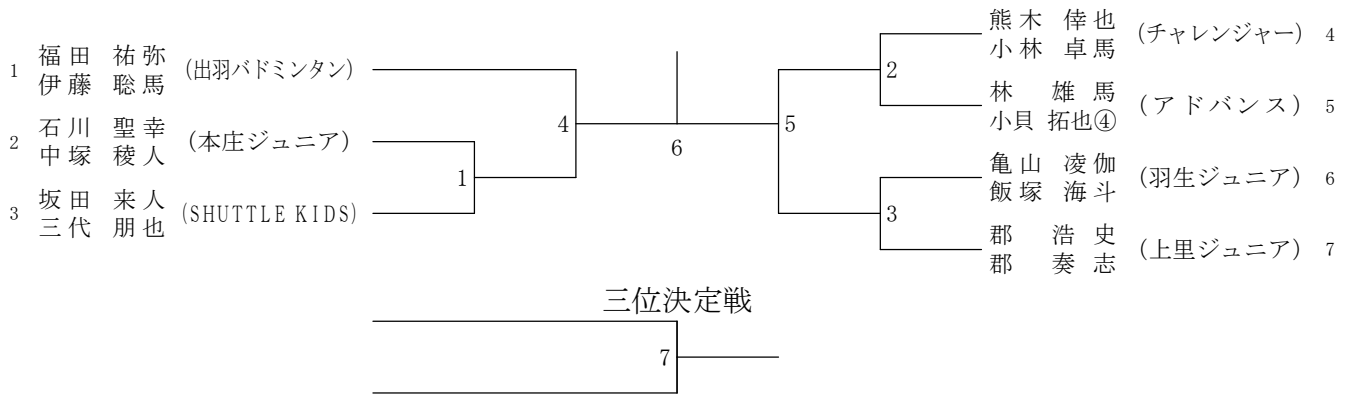 1 福田 祐弥 (出羽バドミンタン)
伊藤 聡馬
2 石川 聖幸 (本庄ジュニア)
中塚 稜人
3 坂田 来人 (SHUTTLE KIDS)
三代 朋也
1
4
6
5
2
3
熊木 倖也 (チャレンジャー) 4
小林 卓馬
林 雄馬 (アドバンス) 5
小貝 拓也④
亀山 凌伽 (羽生ジュニア) 6
飯塚 海斗
郡 浩史 (上里ジュニア) 7
郡 奏志
三位決定戦
7